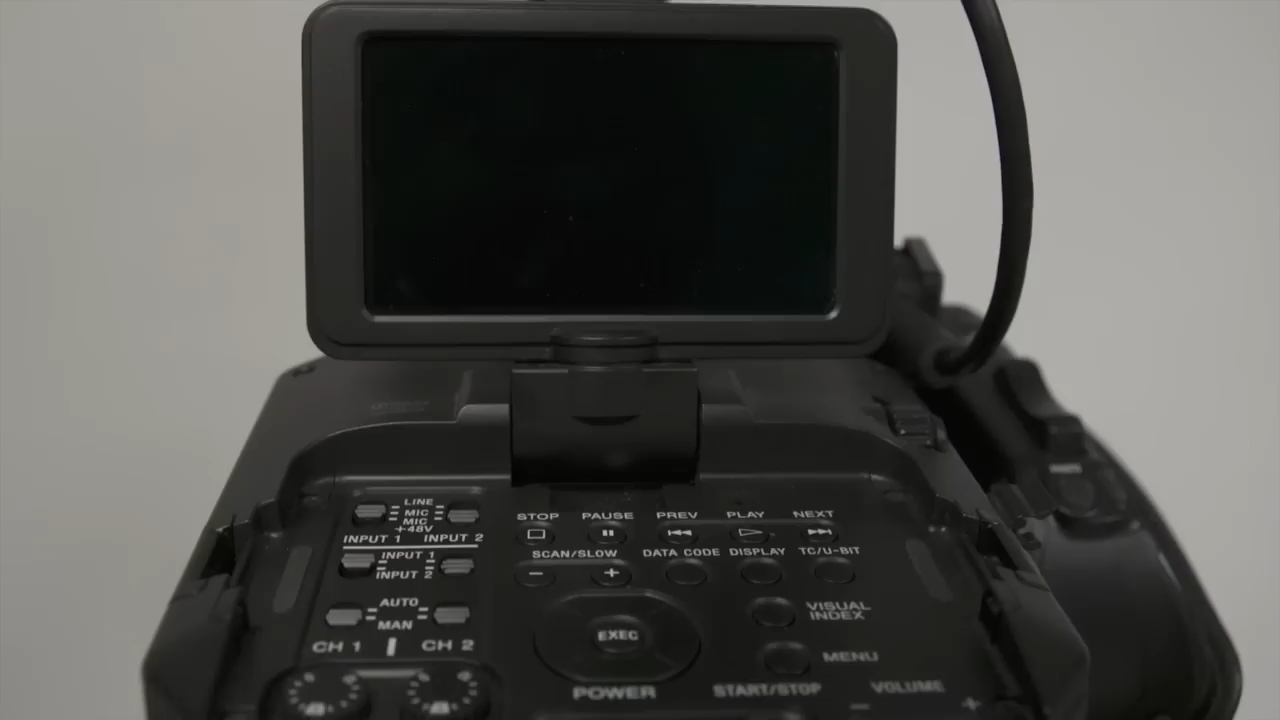 LINE
MIC
MIC
+48V
INPUT 1 INPUT 2
INPUT 1
INPUT 2
AUTO
MAN
CH 1 CH 2
STOP PAUSE PREV PLAY NEXT
SCAN/SLOW DATA CODE DISPLAY TC/U-BIT
− +
EXEC
VISUAL
INDEX
MENU
POWER START/STOP VOLUME
− +